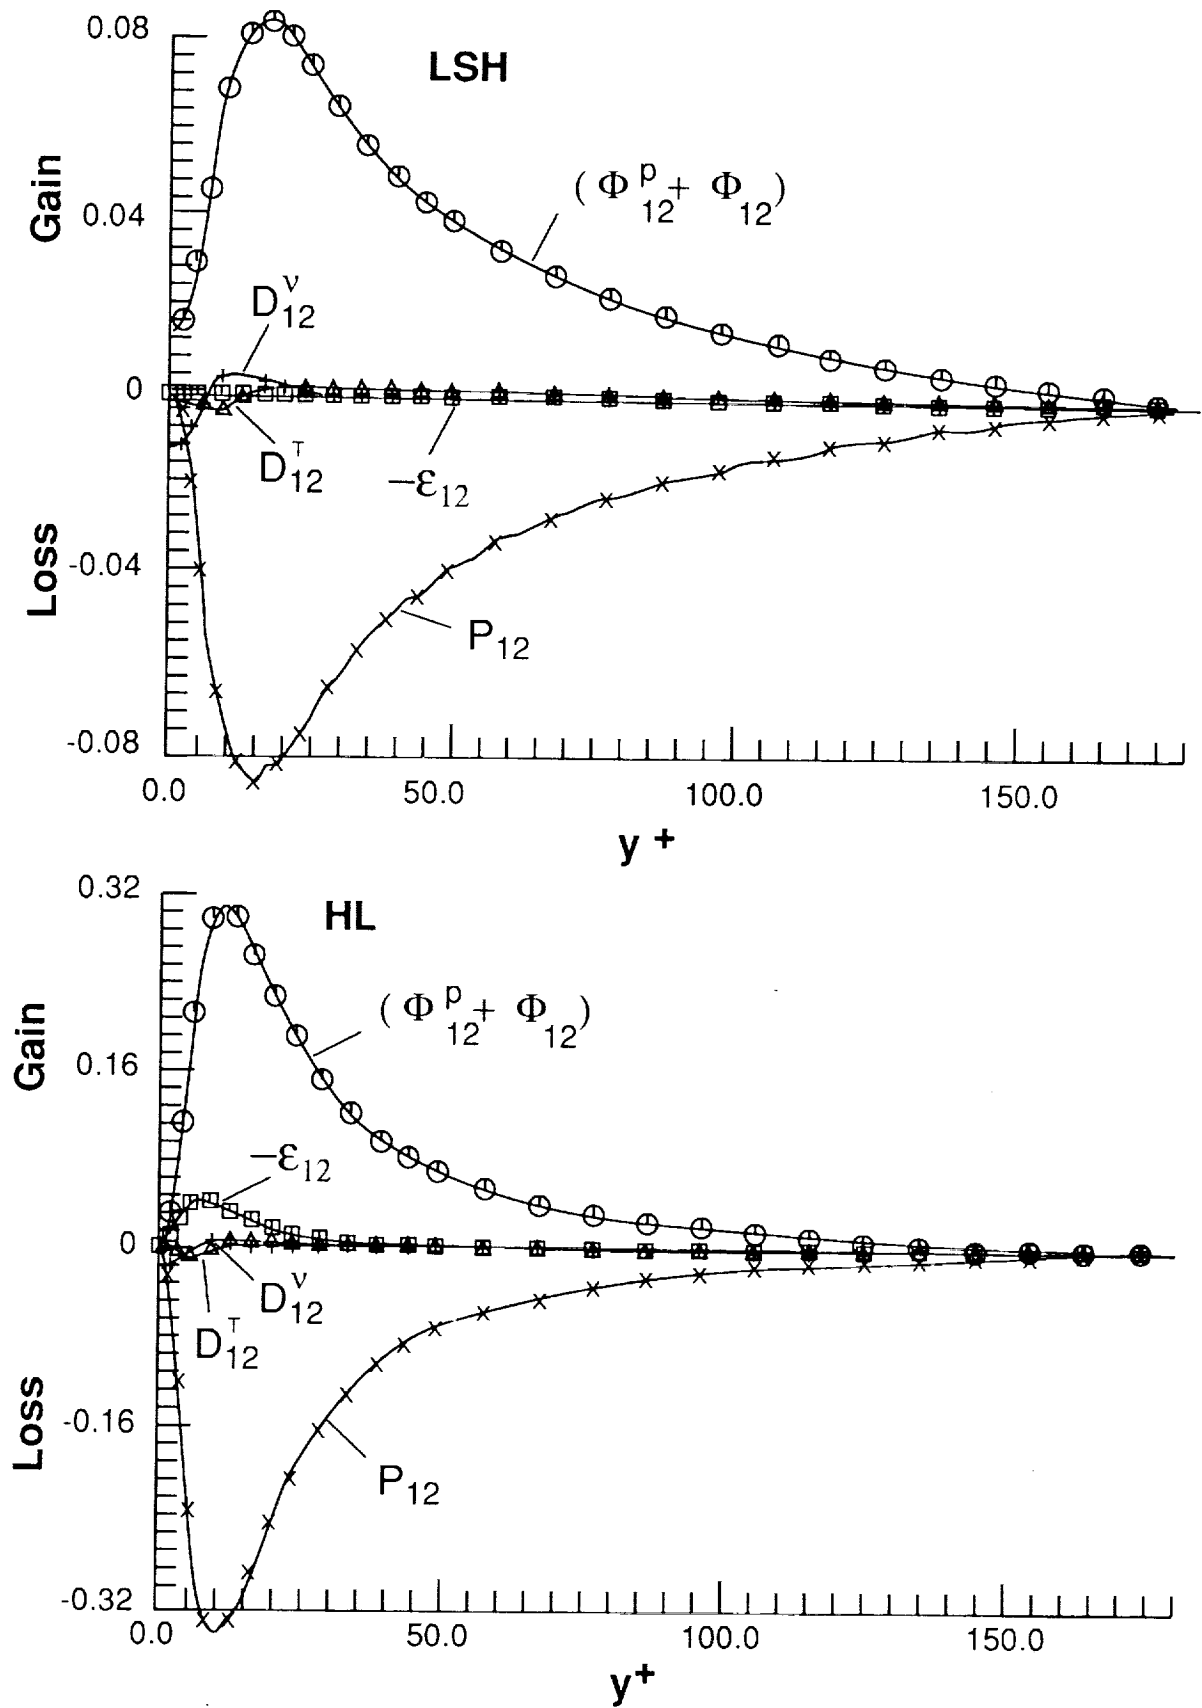 0.08
LSH
Gain
(Φ^p_12 + Φ_12)
0.04
D^ν_12
0
D^T_12
−ε_12
Loss
-0.04
P_12
-0.08
0.0 50.0 100.0 150.0
y+
0.32
HL
(Φ^p_12 + Φ_12)
Gain
0.16
−ε_12
0
D^ν_12
D^T_12
Loss
-0.16
P_12
-0.32
0.0 50.0 100.0 150.0
y+